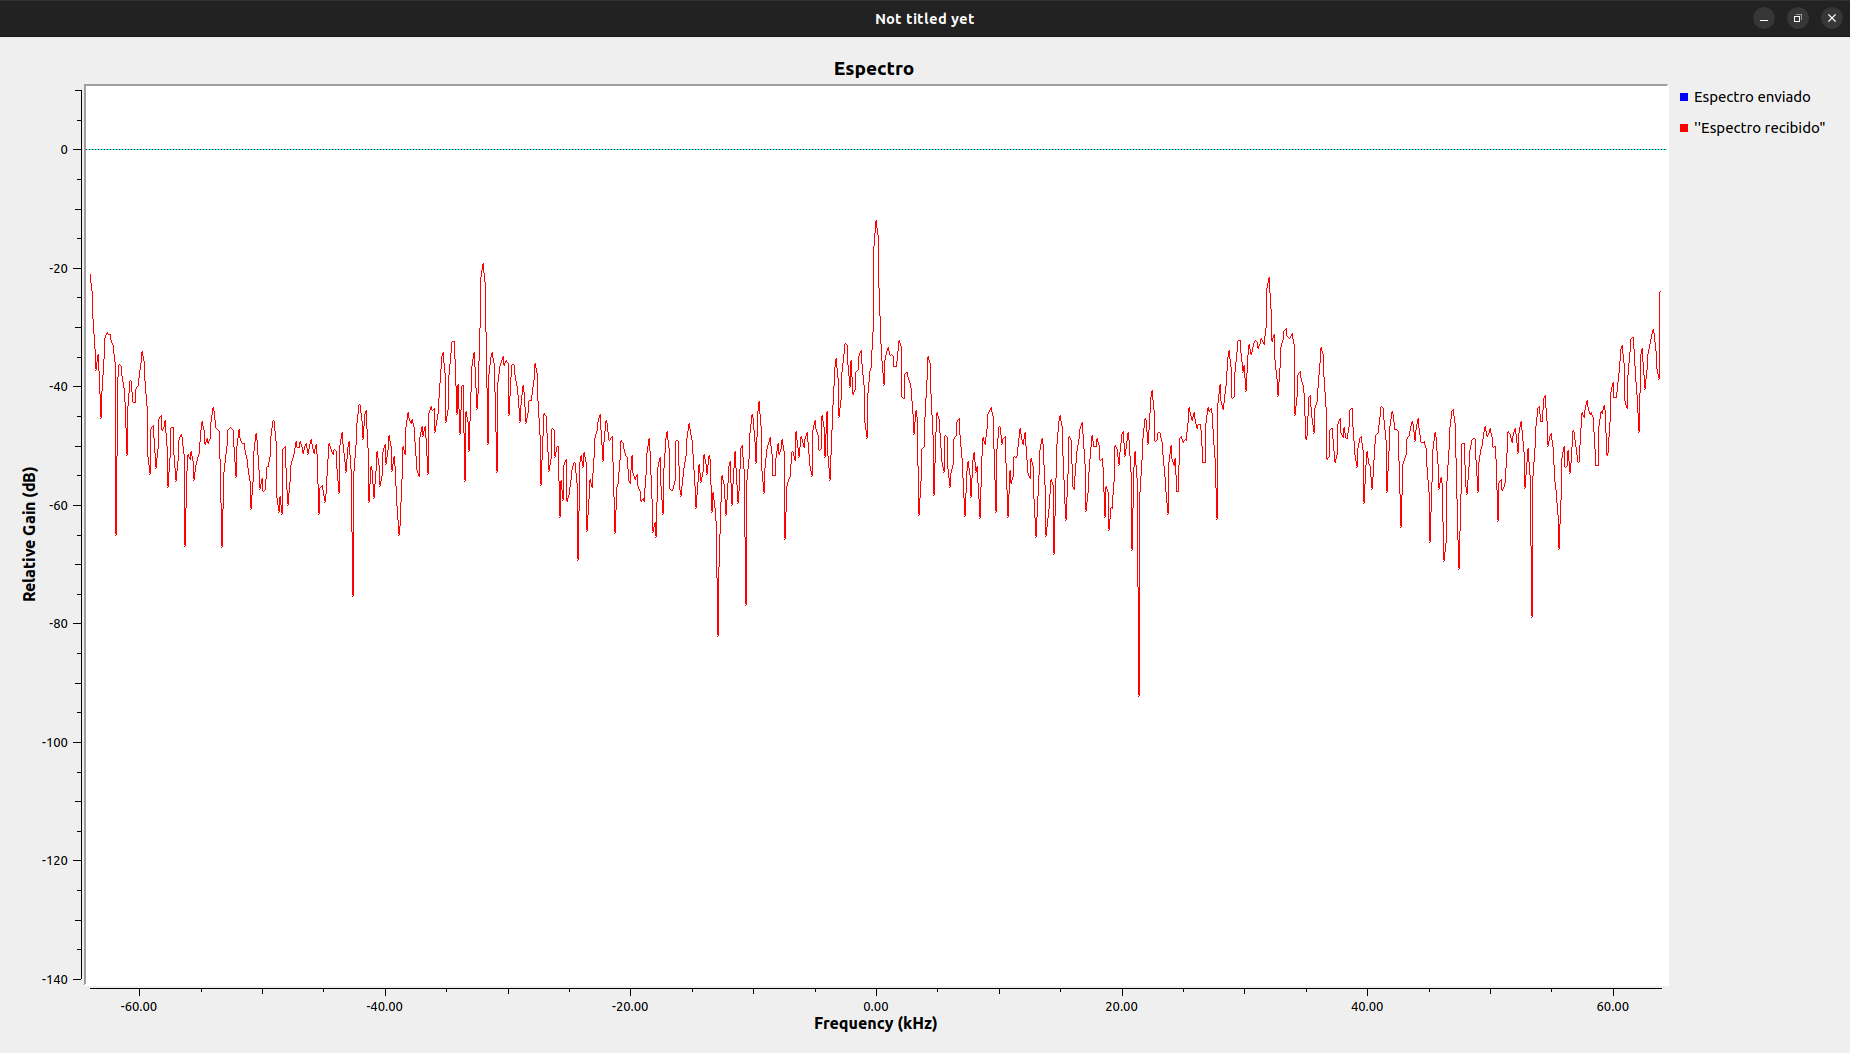 Not titled yet
Espectro
Espectro enviado
''Espectro recibido"
Relative Gain (dB)
0
-20
-40
-60
-80
-100
-120
-140
-60.00 -40.00 -20.00 0.00 20.00 40.00 60.00
Frequency (kHz)